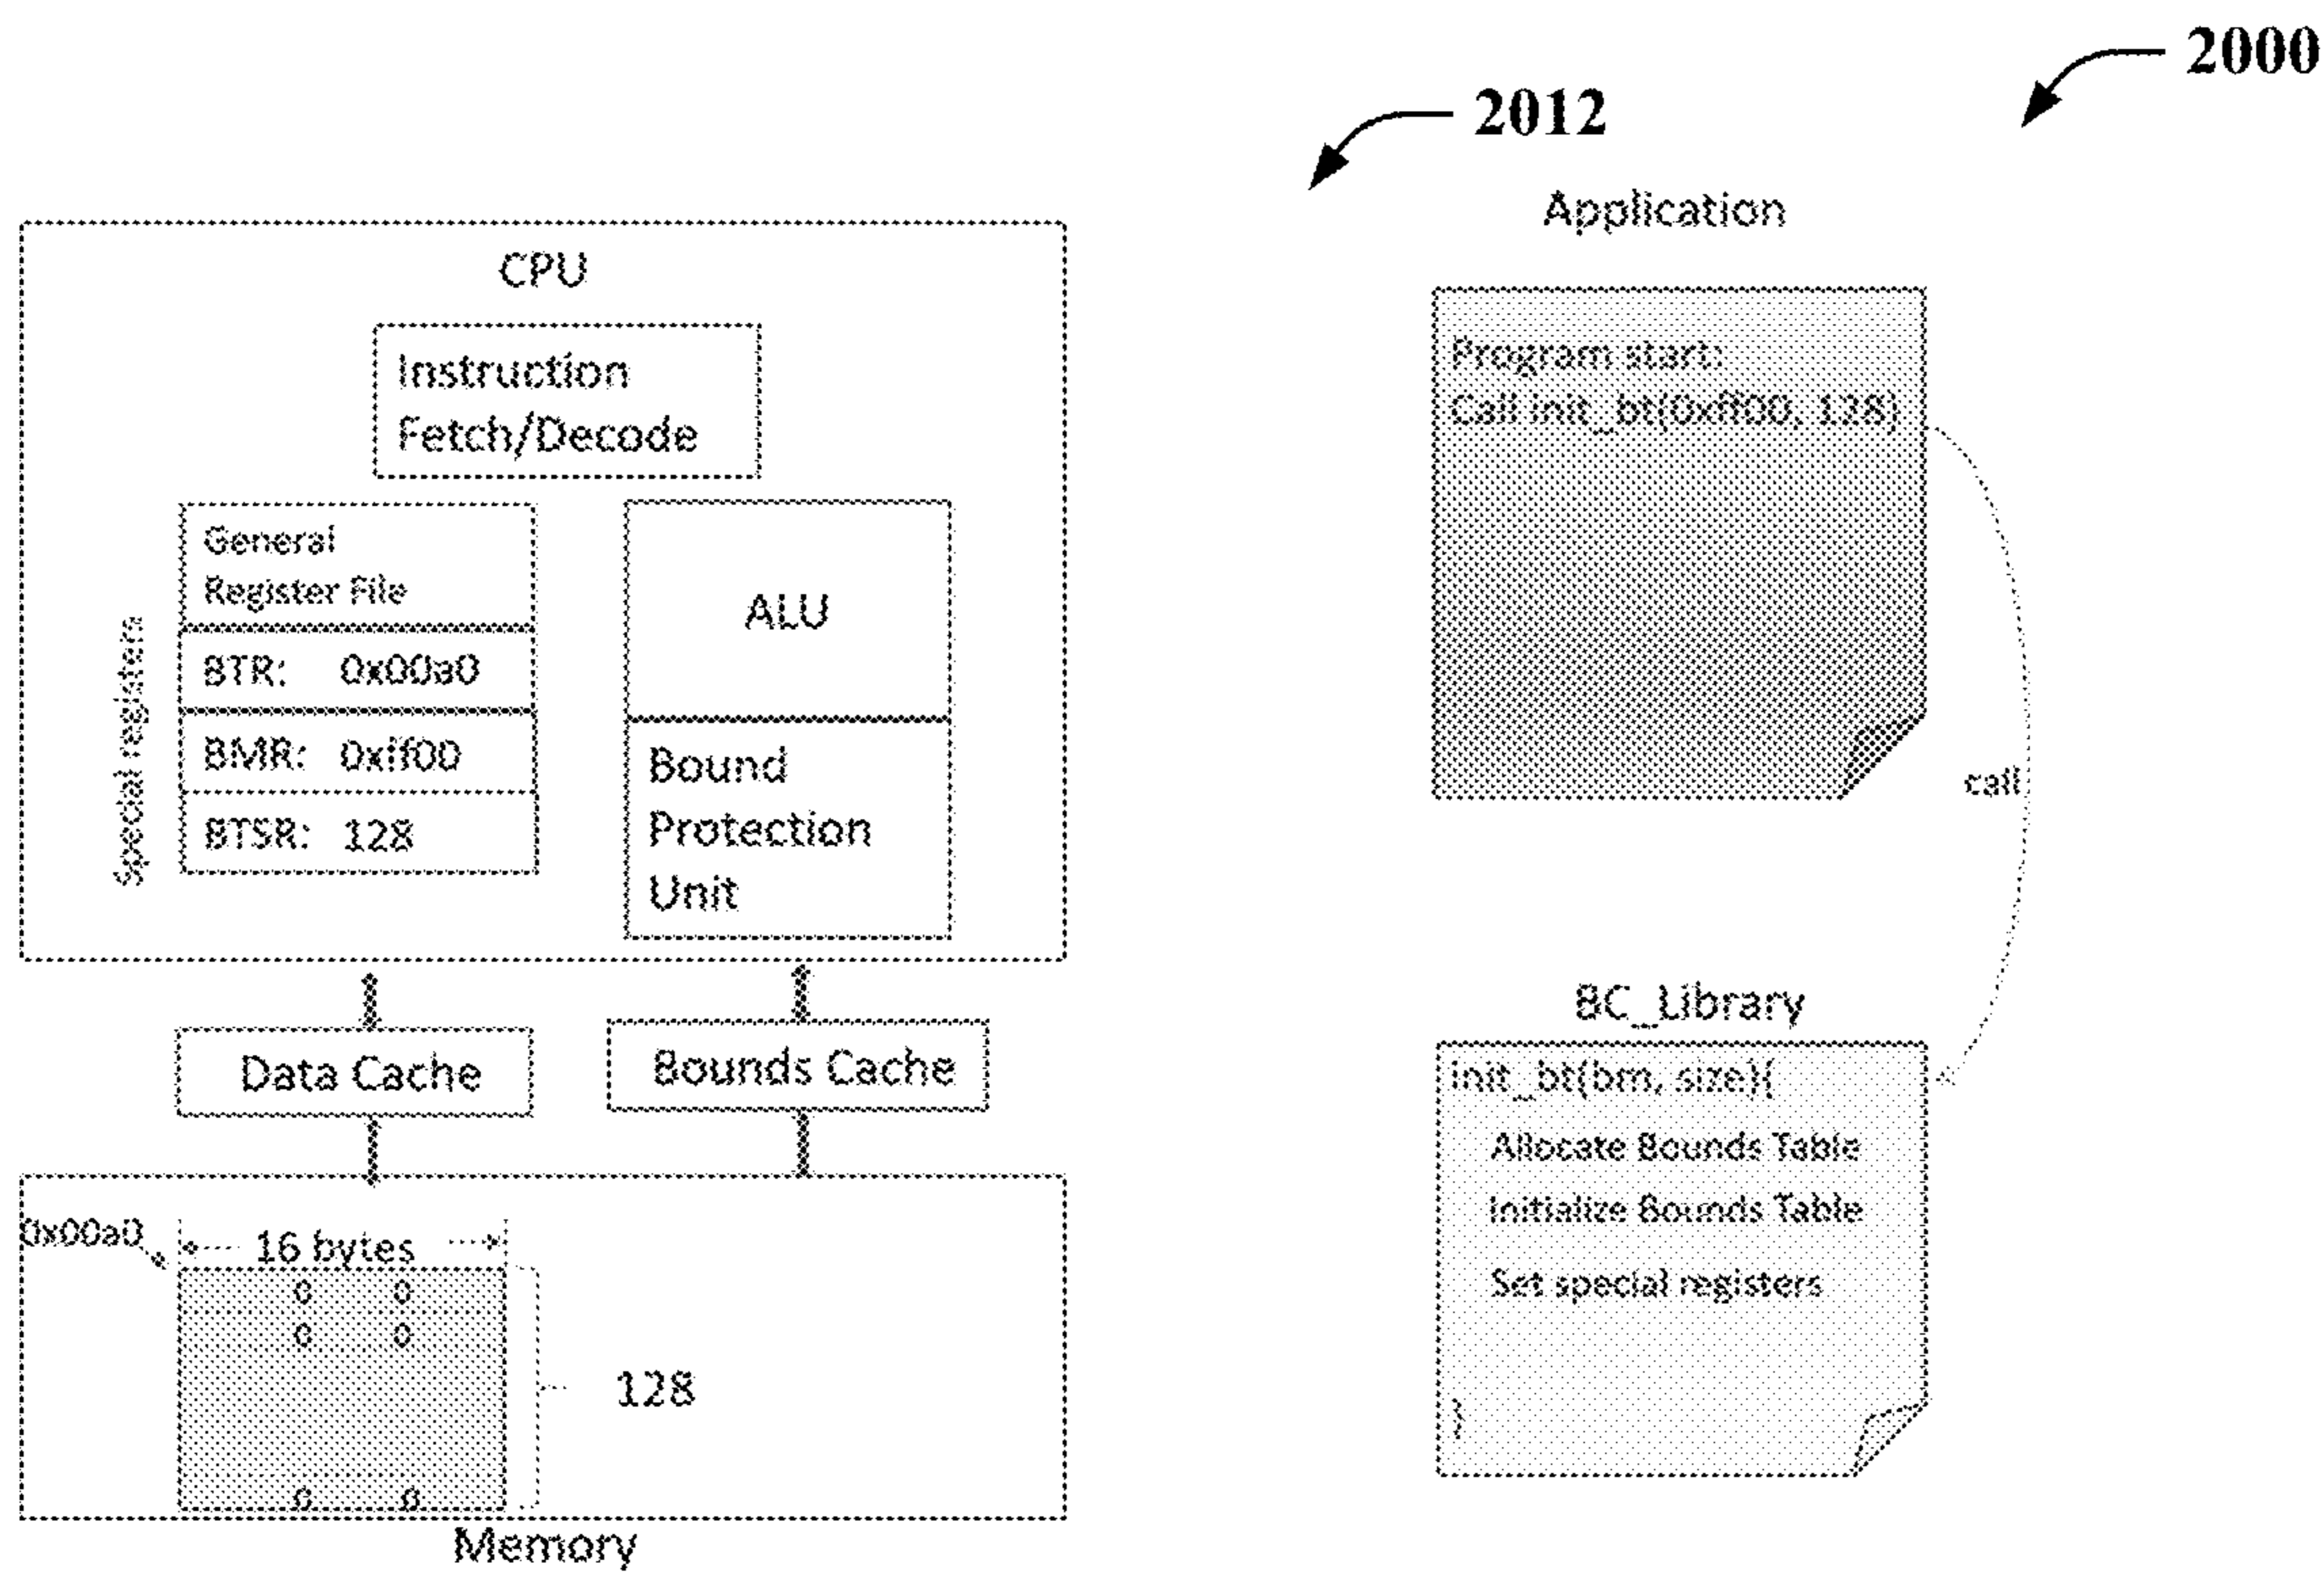 2000
2012
Application
CPU
Instruction
Fetch/Decode
Program start:
Call init_bt(0xff00, 128)
General
Register File
ALU
Special registers
BTR: 0x00a0
BMR: 0xff00
BTSR: 128
Bound
Protection
Unit
call
BC_Library
Data Cache
Bounds Cache
init_bt(bm, size){
Allocate Bounds Table
Initialize Bounds Table
Set special registers
}
0x00a0
16 bytes
0 0
0 0
128
0 0
Memory